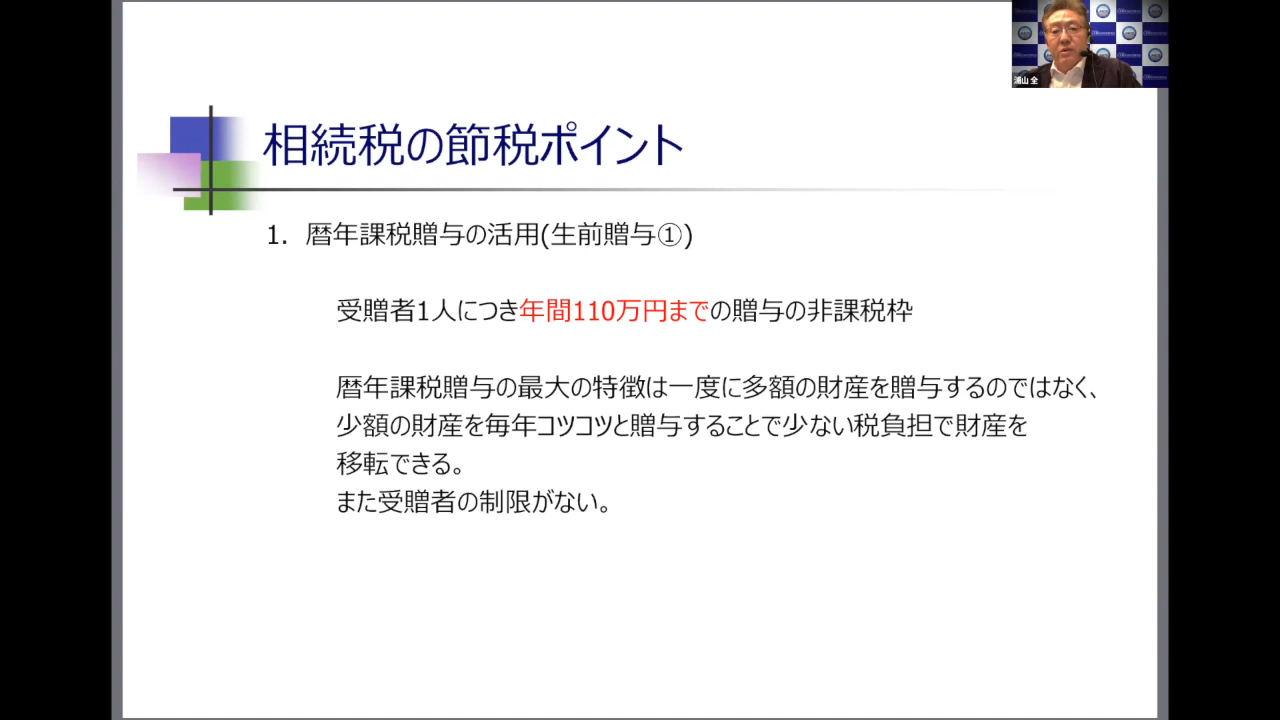 浦山 全
相続税の節税ポイント
1. 暦年課税贈与の活用(生前贈与①)
受贈者1人につき年間110万円までの贈与の非課税枠
暦年課税贈与の最大の特徴は一度に多額の財産を贈与するのではなく、
少額の財産を毎年コツコツと贈与することで少ない税負担で財産を
移転できる。
また受贈者の制限がない。